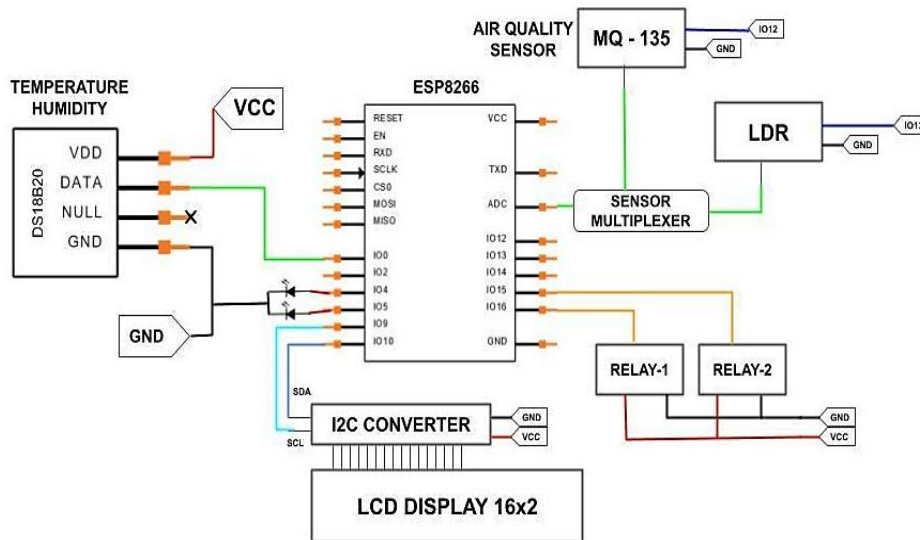 AIR QUALITY
SENSOR
MQ - 135
IO12
GND
TEMPERATURE
HUMIDITY
VCC
DS18B20
VDD
DATA
NULL
GND
GND
ESP8266
RESET
EN
RXD
SCLK
CS0
MOSI
MISO
IO0
IO2
IO4
IO5
IO9
IO10
VCC
TXD
ADC
IO12
IO13
IO14
IO15
IO16
GND
LDR
GND
SENSOR
MULTIPLEXER
RELAY-1
RELAY-2
GND
VCC
SDA
SCL
I2C CONVERTER
GND
VCC
LCD DISPLAY 16x2